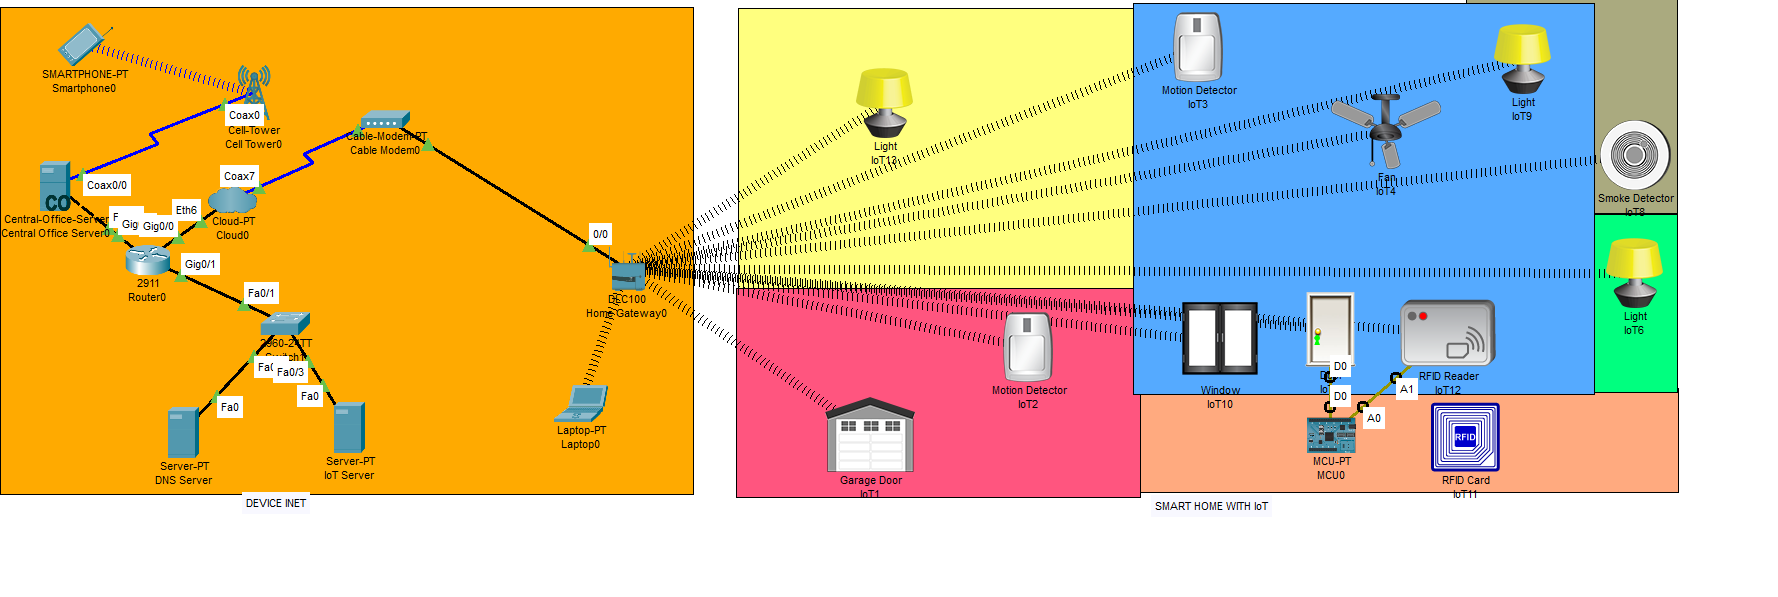 SMARTPHONE-PT
Smartphone0
Coax0
Cell-Tower
Cell Tower0
Cable-Modem-PT
Cable Modem0
Coax0/0
CO
Central-Office-Server
Central Office Server0
Coax7
Cloud-PT
Cloud0
Eth6
Gig
Gig0/0
2911
Router0
Gig0/1
Fa0/1
2960-24TT
Switch1
Fa0/3
Fa0
Fa0
Server-PT
DNS Server
Server-PT
IoT Server
0/0
DLC100
Home Gateway0
Laptop-PT
Laptop0
DEVICE INET
Light
IoT13
Motion Detector
IoT3
Light
IoT9
Fan
IoT4
Smoke Detector
IoT8
Light
IoT6
Motion Detector
IoT2
Garage Door
IoT1
Window
IoT10
D0
D0
RFID Reader
IoT12
A1
A0
MCU-PT
MCU0
RFID
RFID Card
IoT11
SMART HOME WITH IoT